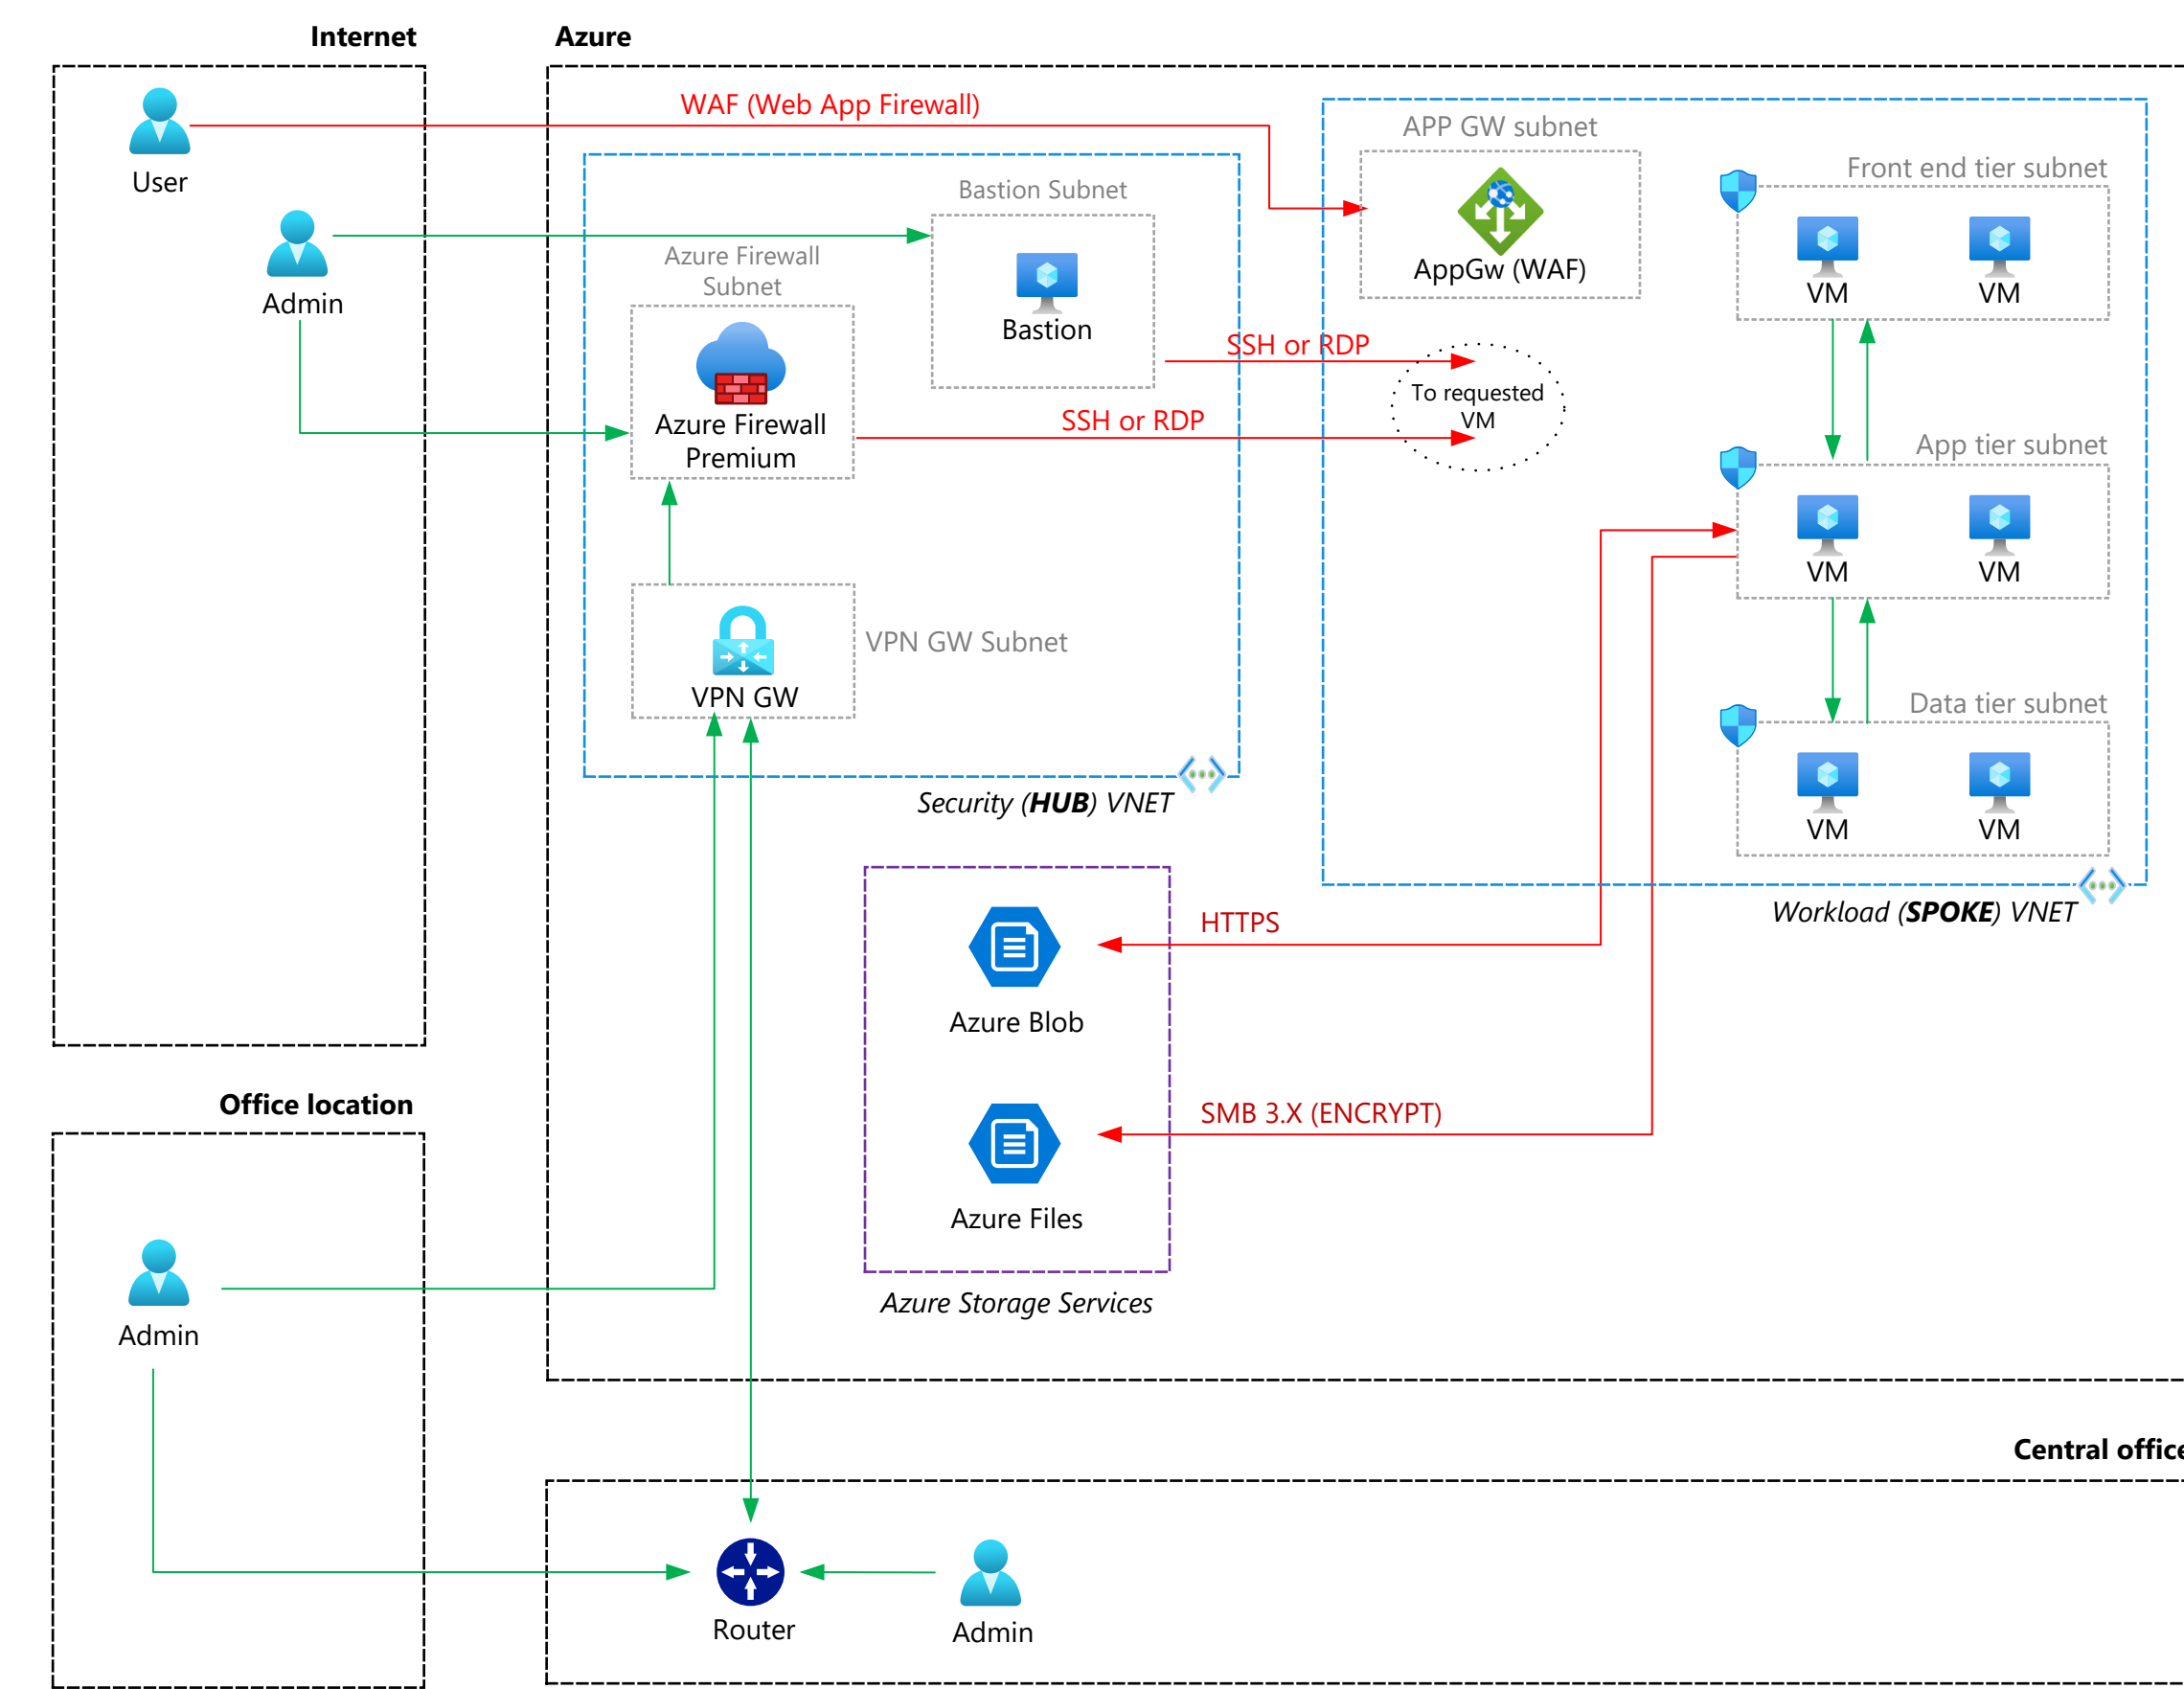 Internet
Azure
WAF (Web App Firewall)
User
Admin
Bastion Subnet
Bastion
Azure Firewall
Subnet
Azure Firewall
Premium
SSH or RDP
SSH or RDP
To requested
VM
APP GW subnet
AppGw (WAF)
Front end tier subnet
VM
VM
App tier subnet
VM
VM
Data tier subnet
VM
VM
VPN GW Subnet
VPN GW
Security (HUB) VNET
Workload (SPOKE) VNET
HTTPS
Azure Blob
SMB 3.X (ENCRYPT)
Azure Files
Azure Storage Services
Office location
Admin
Central office
Router
Admin